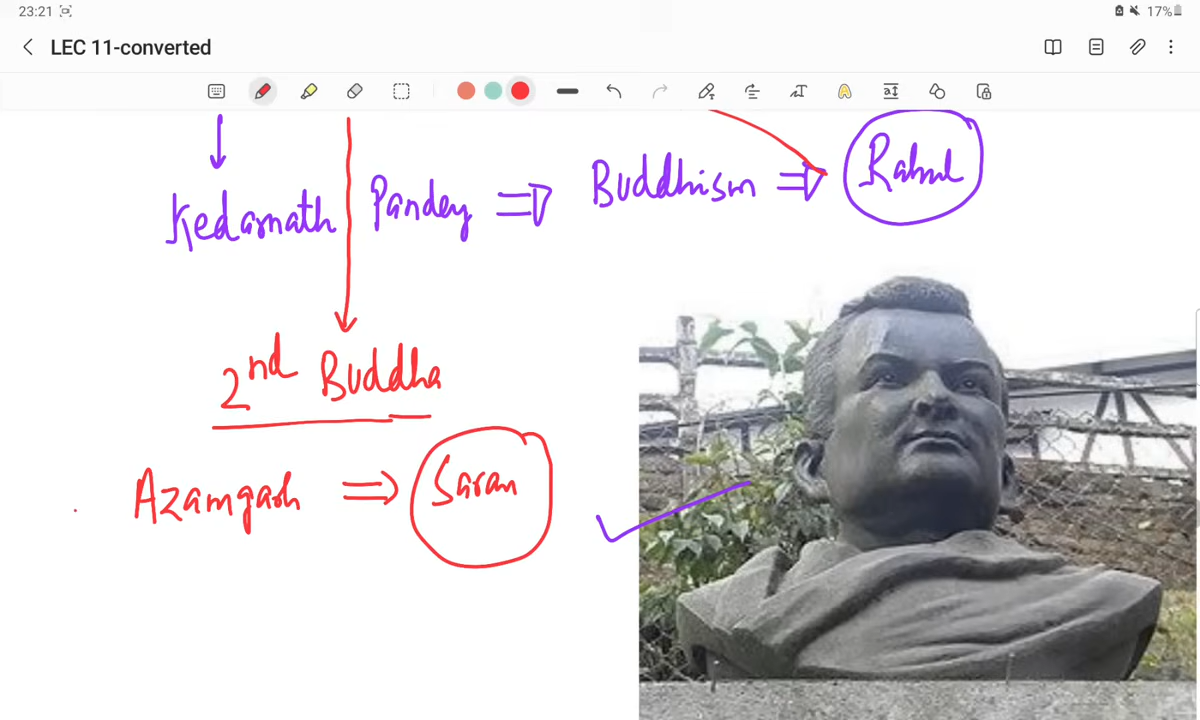 23:21 17%
LEC 11-converted
Kedarnath Pandey ⇒ Buddhism ⇒ Rahul
2nd Buddha
Azamgarh ⇒ Saran